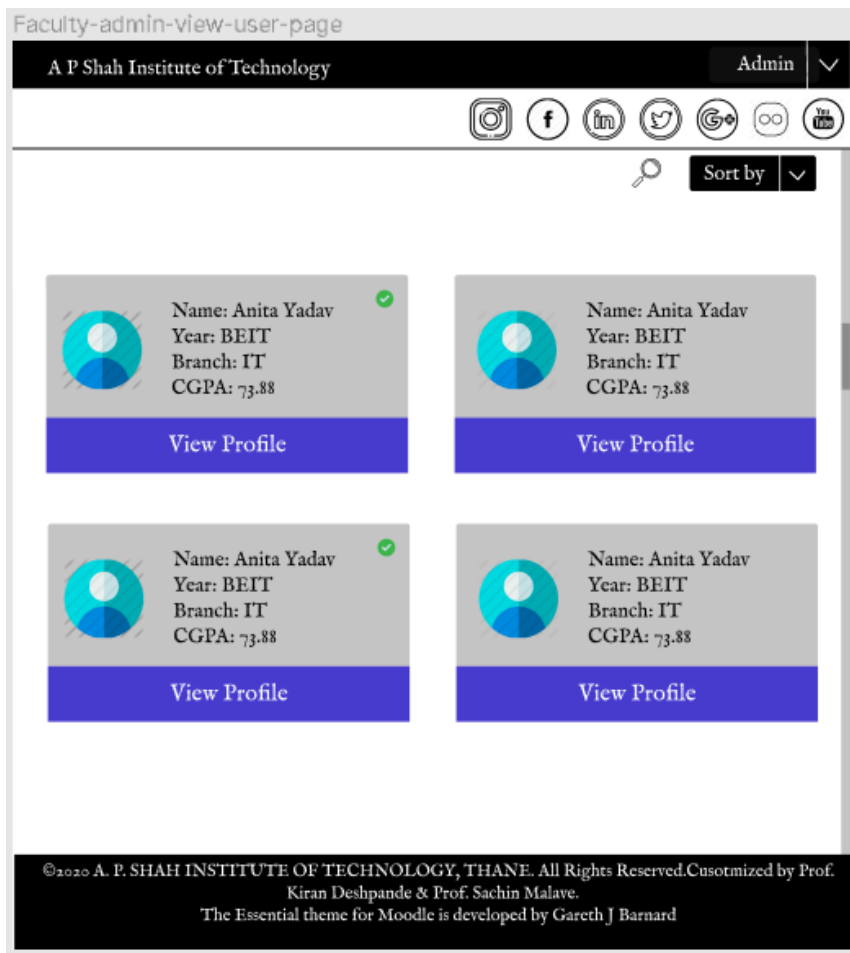 Faculty-admin-view-user-page
A P Shah Institute of Technology
Admin
f
in
G+
You
Tube
Sort by
Name: Anita Yadav
Year: BEIT
Branch: IT
CGPA: 73.88
View Profile
Name: Anita Yadav
Year: BEIT
Branch: IT
CGPA: 73.88
View Profile
Name: Anita Yadav
Year: BEIT
Branch: IT
CGPA: 73.88
View Profile
Name: Anita Yadav
Year: BEIT
Branch: IT
CGPA: 73.88
View Profile
©2020 A. P. SHAH INSTITUTE OF TECHNOLOGY, THANE. All Rights Reserved.Cusotmized by Prof.
Kiran Deshpande & Prof. Sachin Malave.
The Essential theme for Moodle is developed by Gareth J Barnard